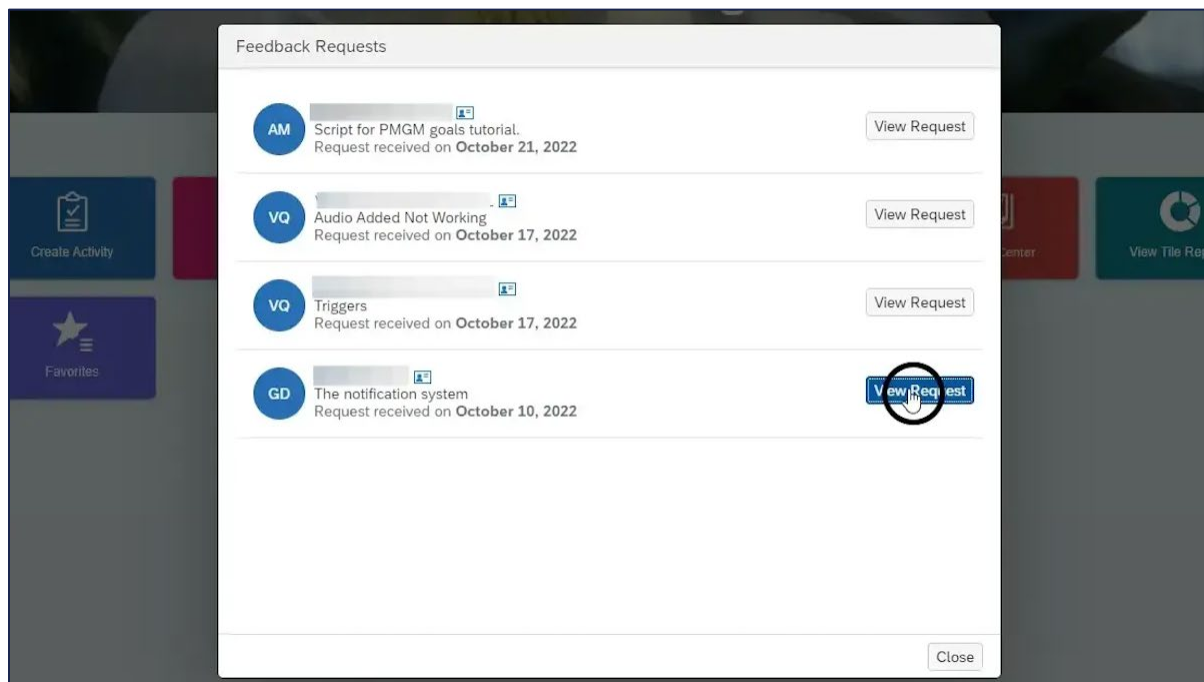 Feedback Requests
AM
Script for PMGM goals tutorial.
Request received on October 21, 2022
View Request
VQ
Audio Added Not Working
Request received on October 17, 2022
View Request
VQ
Triggers
Request received on October 17, 2022
View Request
GD
The notification system
Request received on October 10, 2022
View Request
Create Activity
Center
View Tile Rep
Favorites
Close